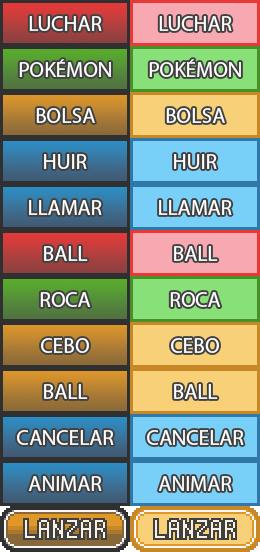 LUCHAR LUCHAR
POKÉMON POKÉMON
BOLSA BOLSA
HUIR HUIR
LLAMAR LLAMAR
BALL BALL
ROCA ROCA
CEBO CEBO
BALL BALL
CANCELAR CANCELAR
ANIMAR ANIMAR
LANZAR LANZAR